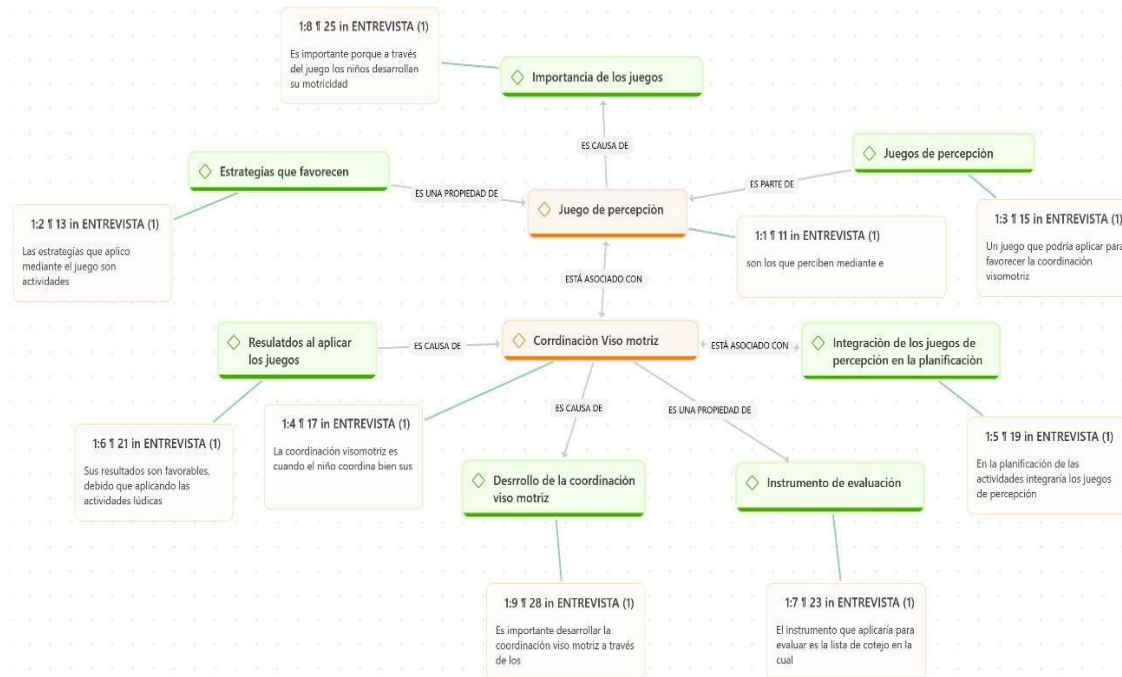 1:8 ¶ 25 in ENTREVISTA (1)
Es importante porque a través
del juego los niños desarrollan
su motricidad
Importancia de los juegos
ES CAUSA DE
Estrategias que favorecen
ES UNA PROPIEDAD DE
Juegos de percepciòn
ES PARTE DE
Juego de percepciòn
1:2 ¶ 13 in ENTREVISTA (1)
Las estrategias que aplico
mediante el juego son
actividades
1:1 ¶ 11 in ENTREVISTA (1)
son los que perciben mediante e
1:3 ¶ 15 in ENTREVISTA (1)
Un juego que podría aplicar para
favorecer la coordinación
visomotriz
ESTÁ ASOCIADO CON
Resulatdos al aplicar
los juegos
ES CAUSA DE
Corrdinaciòn Viso motriz
ESTÁ ASOCIADO CON
Integraciòn de los juegos de
percepciòn en la planificaciòn
1:6 ¶ 21 in ENTREVISTA (1)
Sus resultados son favorables,
debido que aplicando las
actividades lúdicas
1:4 ¶ 17 in ENTREVISTA (1)
La coordinación visomotriz es
cuando el niño coordina bien sus
ES CAUSA DE
ES UNA PROPIEDAD DE
1:5 ¶ 19 in ENTREVISTA (1)
En la planificación de las
actividades integraría los juegos
de percepción
Desrrollo de la coordinaciòn
viso motriz
Instrumento de evaluación
1:9 ¶ 28 in ENTREVISTA (1)
Es importante desarrollar la
coordinación viso motriz a través
de los
1:7 ¶ 23 in ENTREVISTA (1)
El instrumento que aplicaría para
evaluar es la lista de cotejo en la
cual